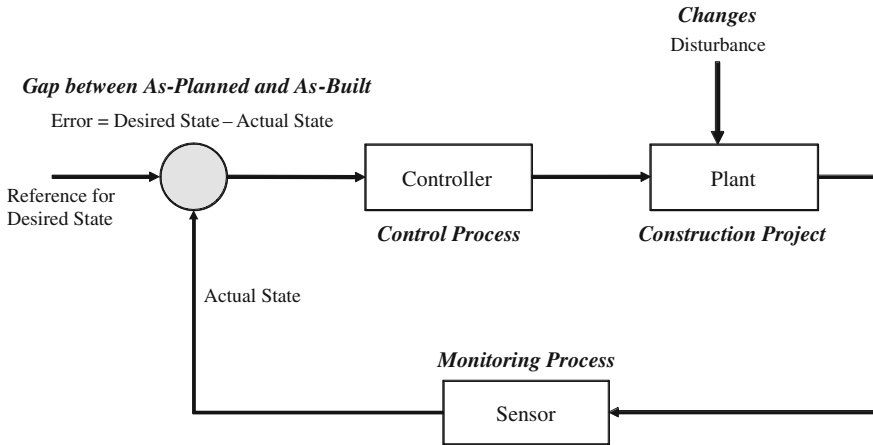 Changes
Disturbance
Gap between As-Planned and As-Built
Error = Desired State – Actual State
Controller
Plant
Reference for
Desired State
Control Process
Construction Project
Actual State
Monitoring Process
Sensor